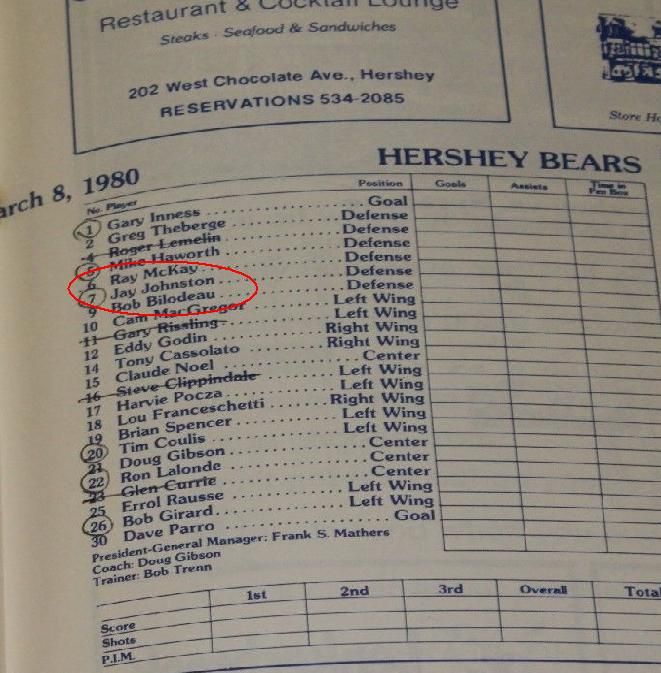 Restaurant & Cocktail Lounge
Steaks · Seafood & Sandwiches
202 West Chocolate Ave., Hershey
RESERVATIONS 534-2085
Store
arch 8, 1980
HERSHEY BEARS
No. Player Position Goals Assists Time in Pen Box
1 Gary Inness Goal
2 Greg Theberge Defense
4 Roger Lemelin Defense
5 Mike Haworth Defense
6 Ray McKay Defense
7 Jay Johnston Defense
9 Bob Bilodeau Defense
10 Cam MacGregor Left Wing
11 Gary Rissling Left Wing
12 Eddy Godin Right Wing
14 Tony Cassolato Right Wing
15 Claude Noel Center
16 Steve Clippindale Left Wing
17 Harvie Pocza Left Wing
18 Lou Franceschetti Right Wing
19 Brian Spencer Left Wing
20 Tim Coulis Left Wing
21 Doug Gibson Center
22 Ron Lalonde Center
23 Glen Currie Center
25 Errol Rausse Left Wing
26 Bob Girard Left Wing
30 Dave Parro Goal
President-General Manager: Frank S. Mathers
Coach: Doug Gibson
Trainer: Bob Trenn
1st 2nd 3rd Overall Total
Score
Shots
P.I.M.